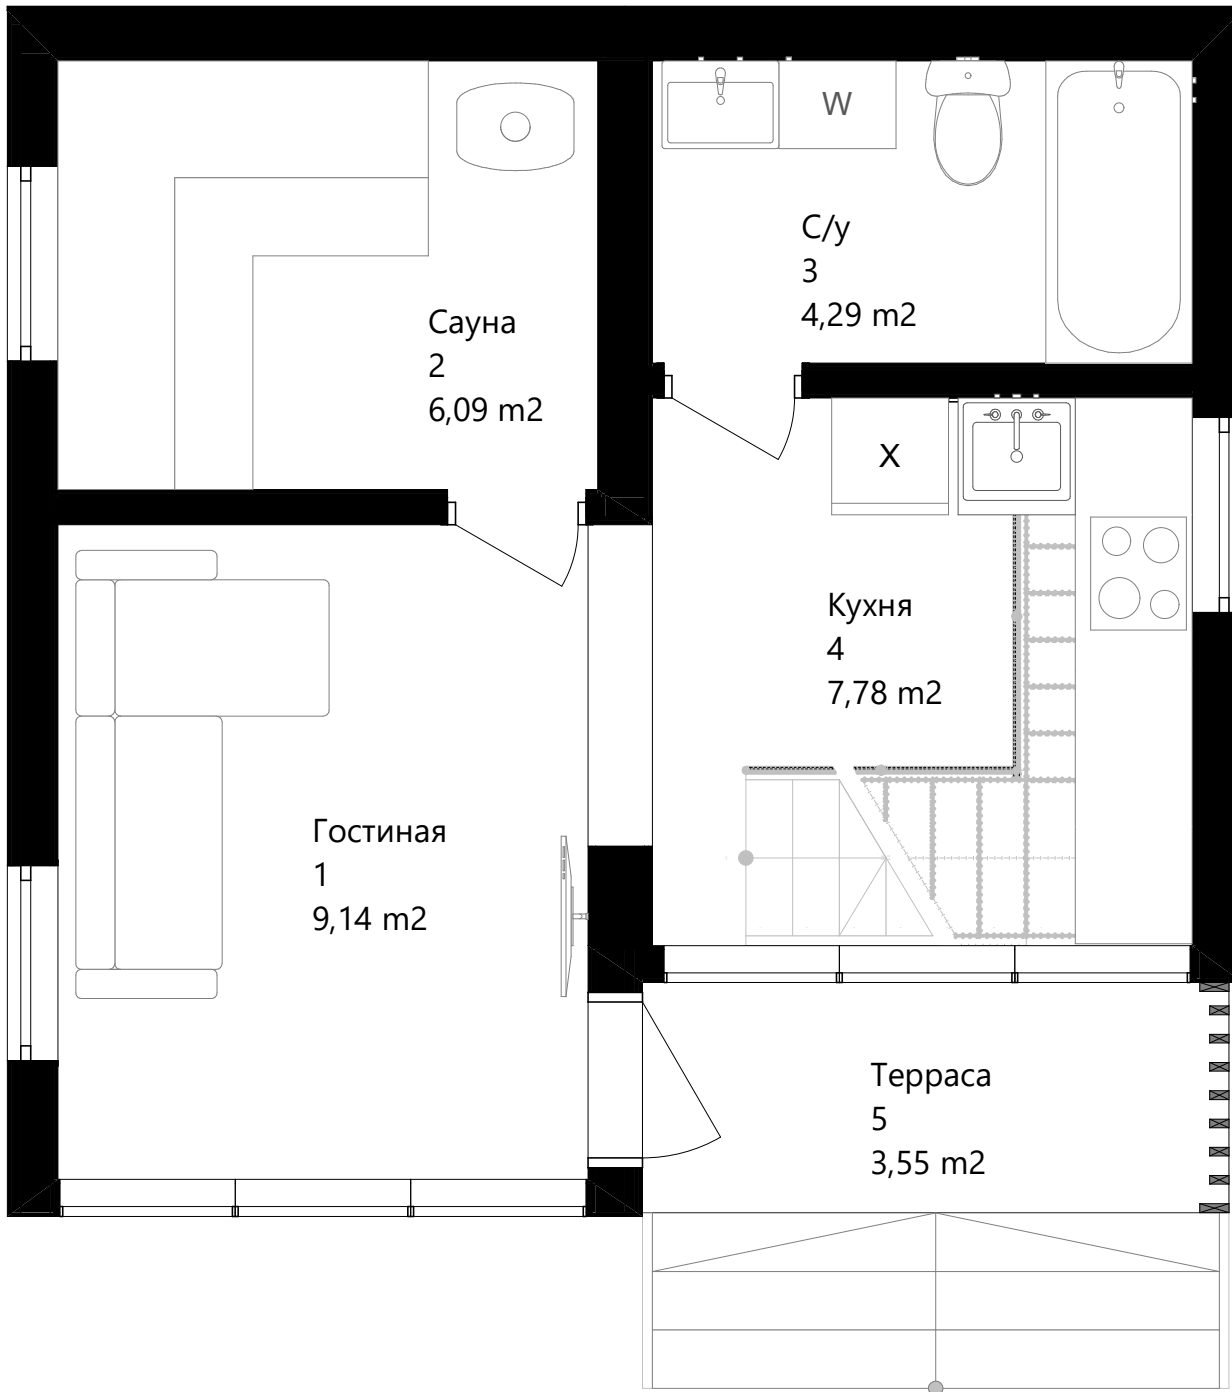 W
С/у
3
4,29 m2
Сауна
2
6,09 m2
X
Кухня
4
7,78 m2
Гостиная
1
9,14 m2
Терраса
5
3,55 m2